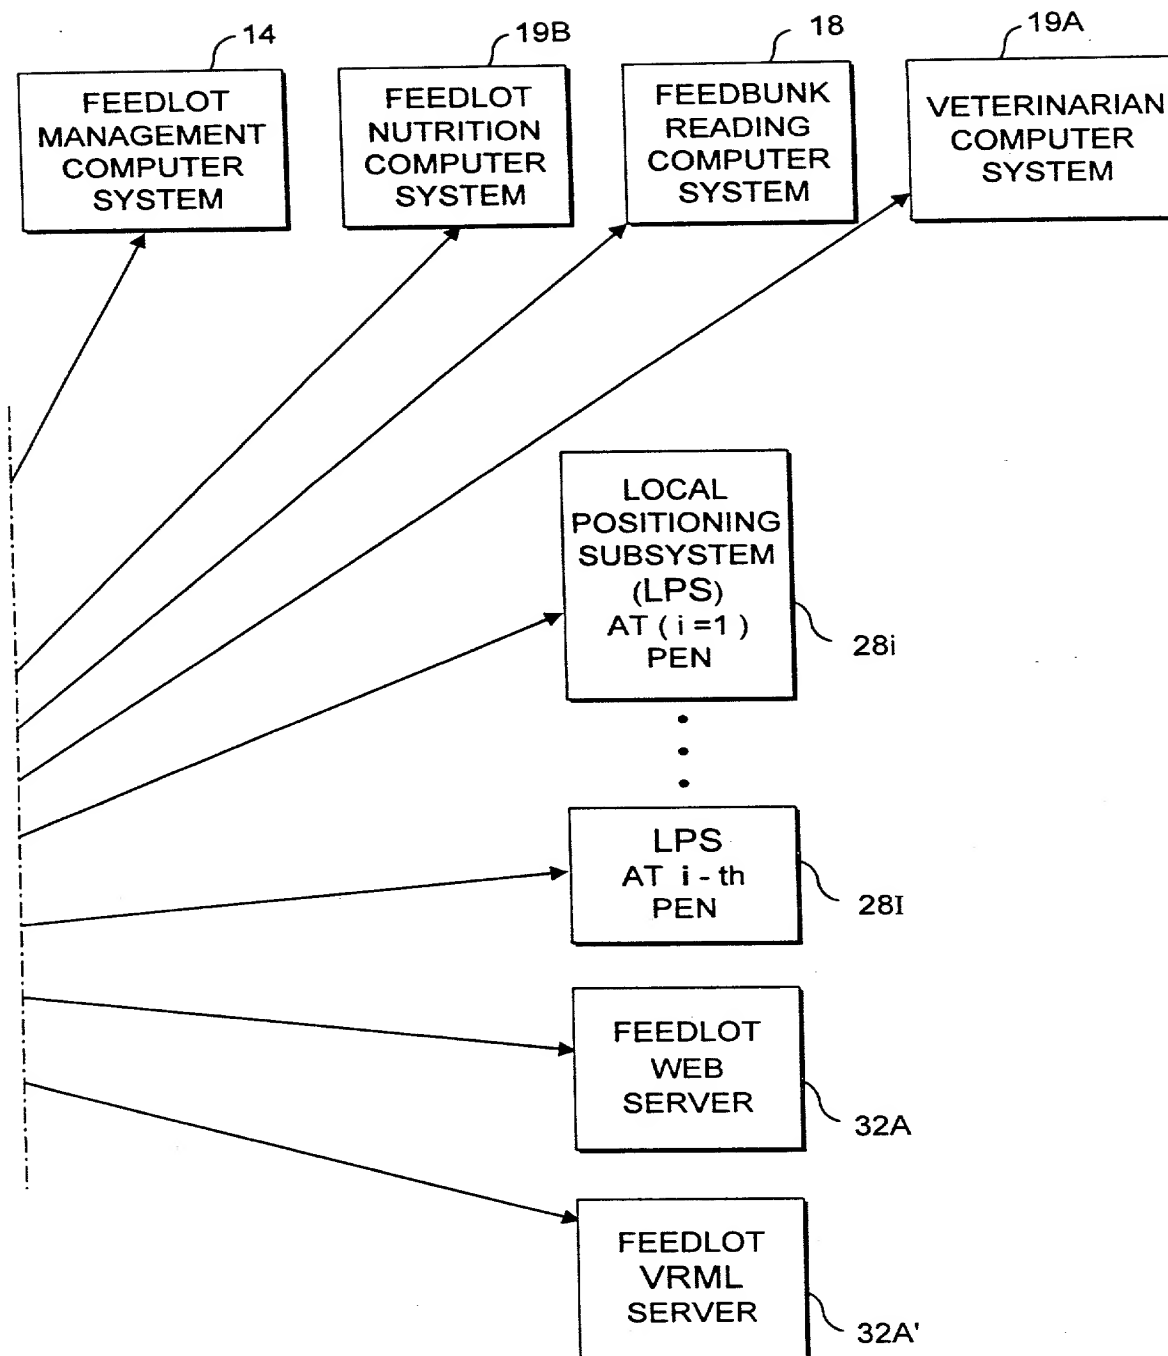 14
19B
18
19A
FEEDLOT
MANAGEMENT
COMPUTER
SYSTEM
FEEDLOT
NUTRITION
COMPUTER
SYSTEM
FEEDBUNK
READING
COMPUTER
SYSTEM
VETERINARIAN
COMPUTER
SYSTEM
LOCAL
POSITIONING
SUBSYSTEM
(LPS)
AT ( i =1 )
PEN
28i
LPS
AT i - th
PEN
28I
FEEDLOT
WEB
SERVER
32A
FEEDLOT
VRML
SERVER
32A'